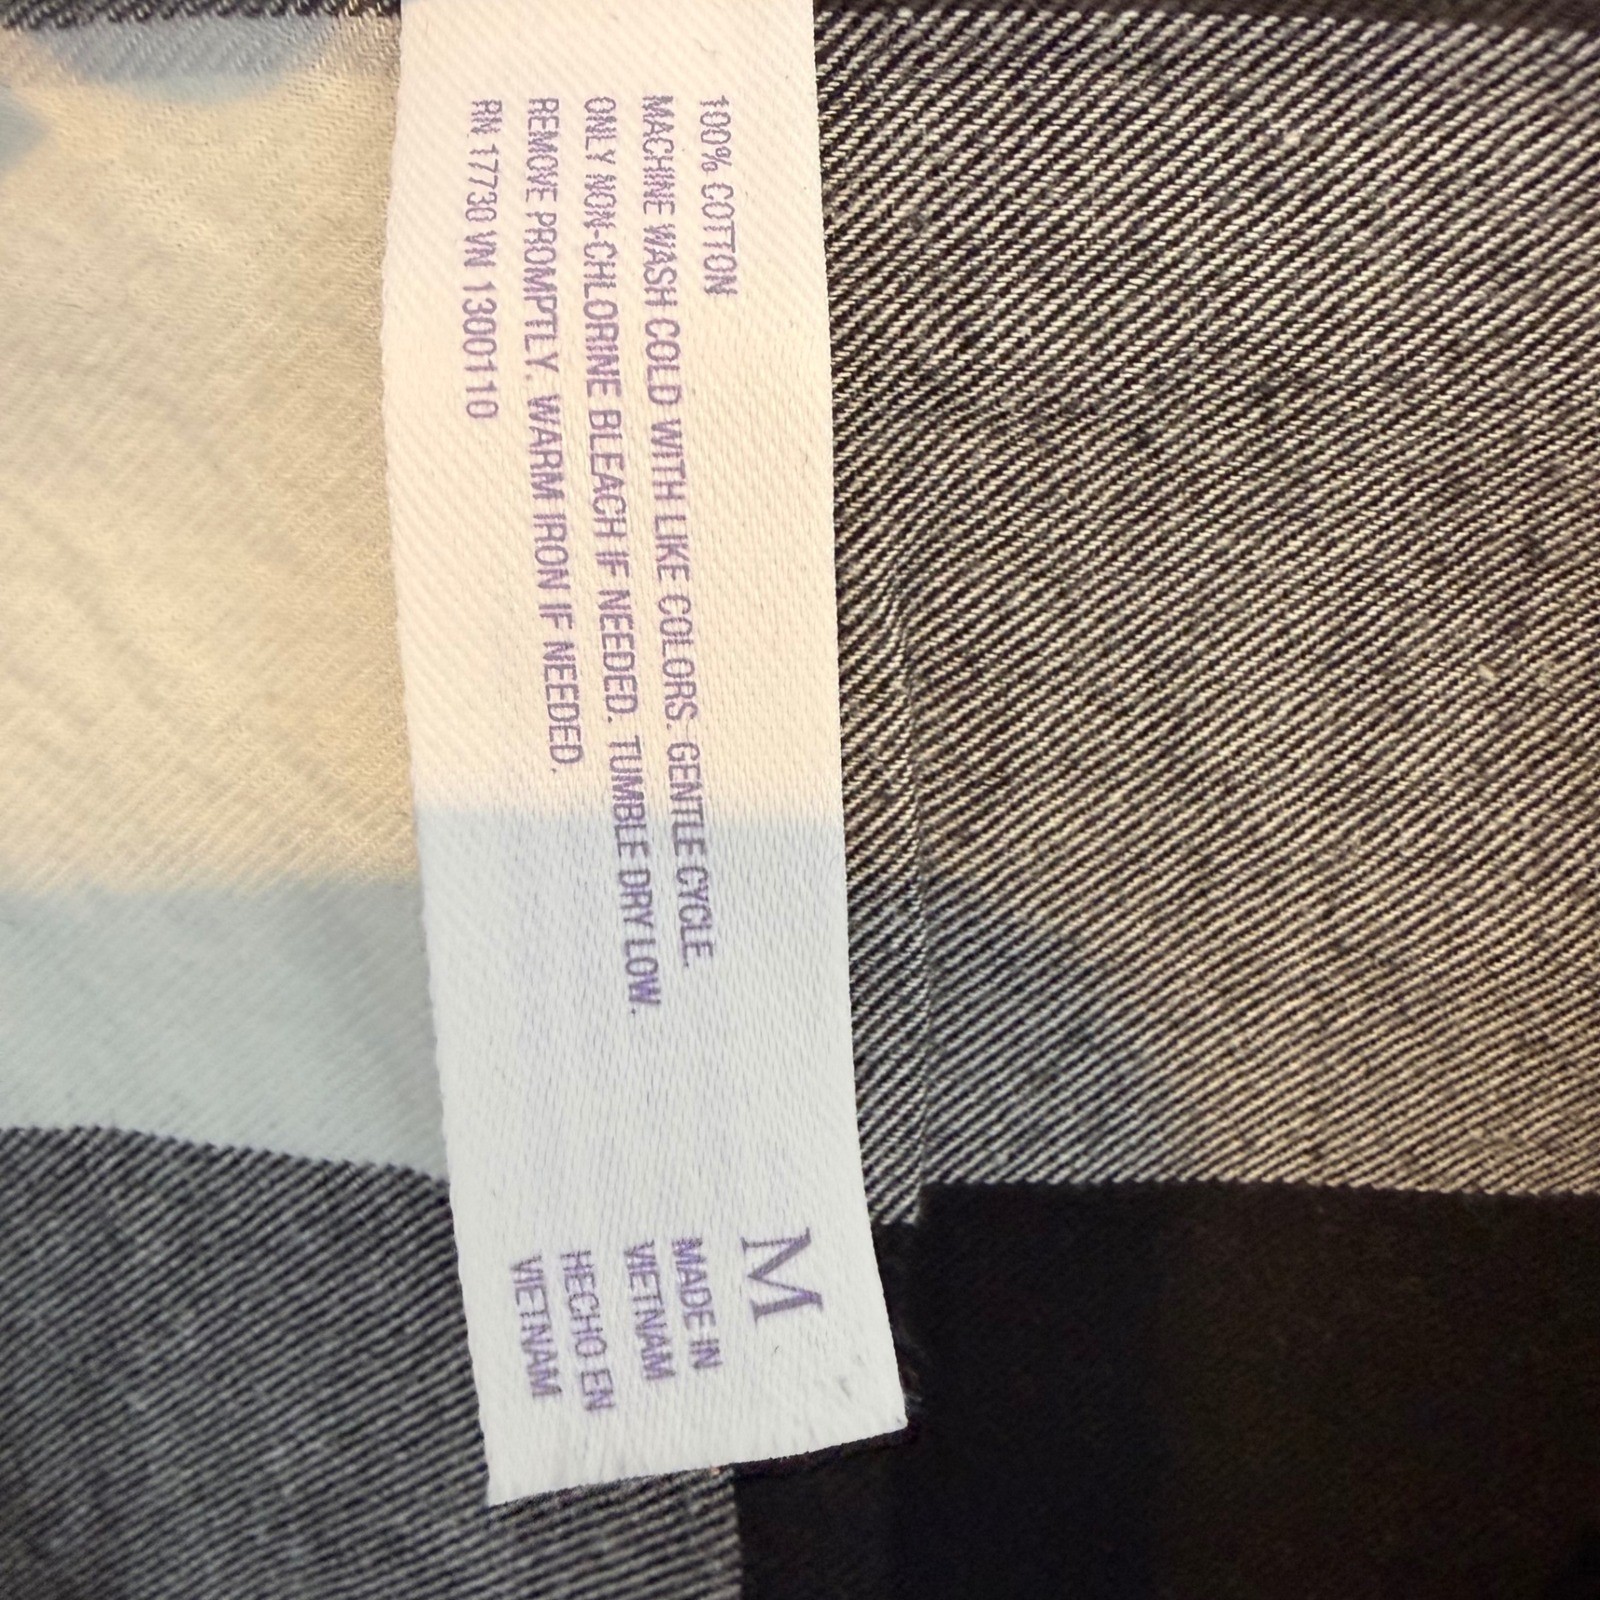 100% COTTON
MACHINE WASH COLD WITH LIKE COLORS. GENTLE CYCLE.
ONLY NON-CHLORINE BLEACH IF NEEDED. TUMBLE DRY LOW.
REMOVE PROMPTLY. WARM IRON IF NEEDED.
RN 17730 VN 1300110
M
MADE IN
VIETNAM
HECHO EN
VIETNAM